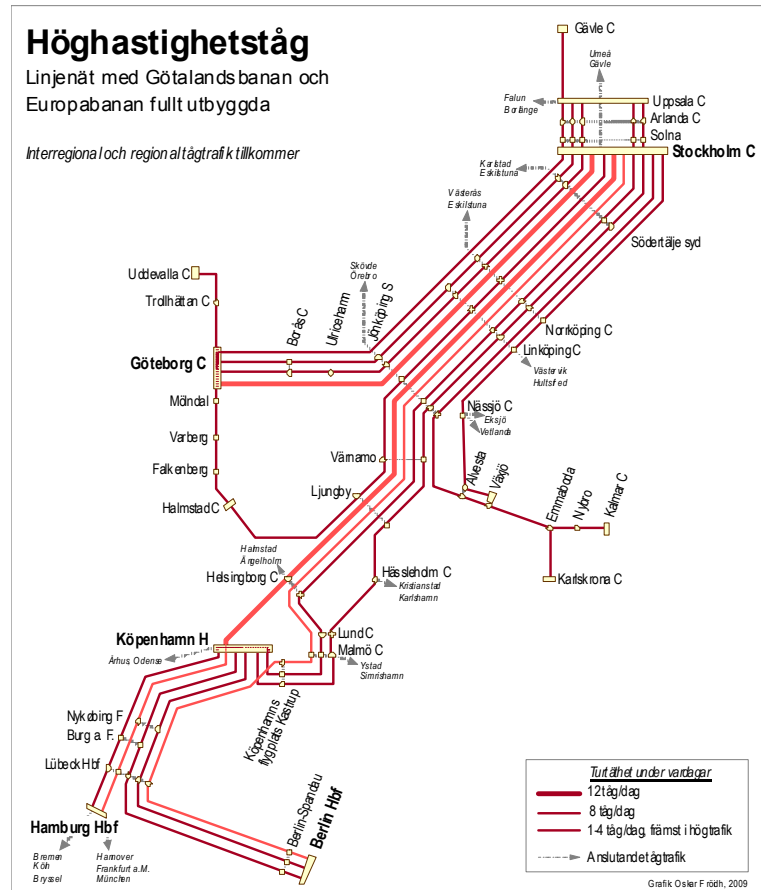 Höghastighetståg
Linjenät med Götalandsbanan och
Europabanan fullt utbyggda
Interregional och regional tågtrafik tillkommer
Gävle C
Umeå
Gävle
Falun
Borlänge
Uppsala C
Arlanda C
Solna
Stockholm C
Karlstad
Eskilstuna
Västerås
Eskilstuna
Södertälje syd
Skövde
Örebro
Uddevalla C
Trollhättan C
Borås C
Ulriceham
Jönköping S
Norrköping C
Linköping C
Göteborg C
Västervik
Hultsfred
Mölndal
Nässjö C
Eksjö
Vetlanda
Varberg
Värnamo
Falkenberg
Alvesta
Växjö
Ljungby
Halmstad C
Emmaboda
Nybro
Kalmar C
Halmstad
Ängelholm
Helsingborg C
Hässleholm C
Kristianstad
Karlshamn
Karlskrona C
Köpenhamn H
Lund C
Malmö C
Århus, Odense
Ystad
Simrishamn
Köpenhamns
flygplats Kastrup
Nykøbing F
Burg a. F.
Lübeck Hbf
Berlin-Spandau
Berlin Hbf
Hamburg Hbf
Bremen
Köln
Bryssel
Hannover
Frankfurt a.M.
München
Turtäthet under vardagar
12 tåg/dag
8 tåg/dag
1-4 tåg/dag, främst i högtrafik
Anslutande tågtrafik
Grafik Oskar Fröidh, 2009